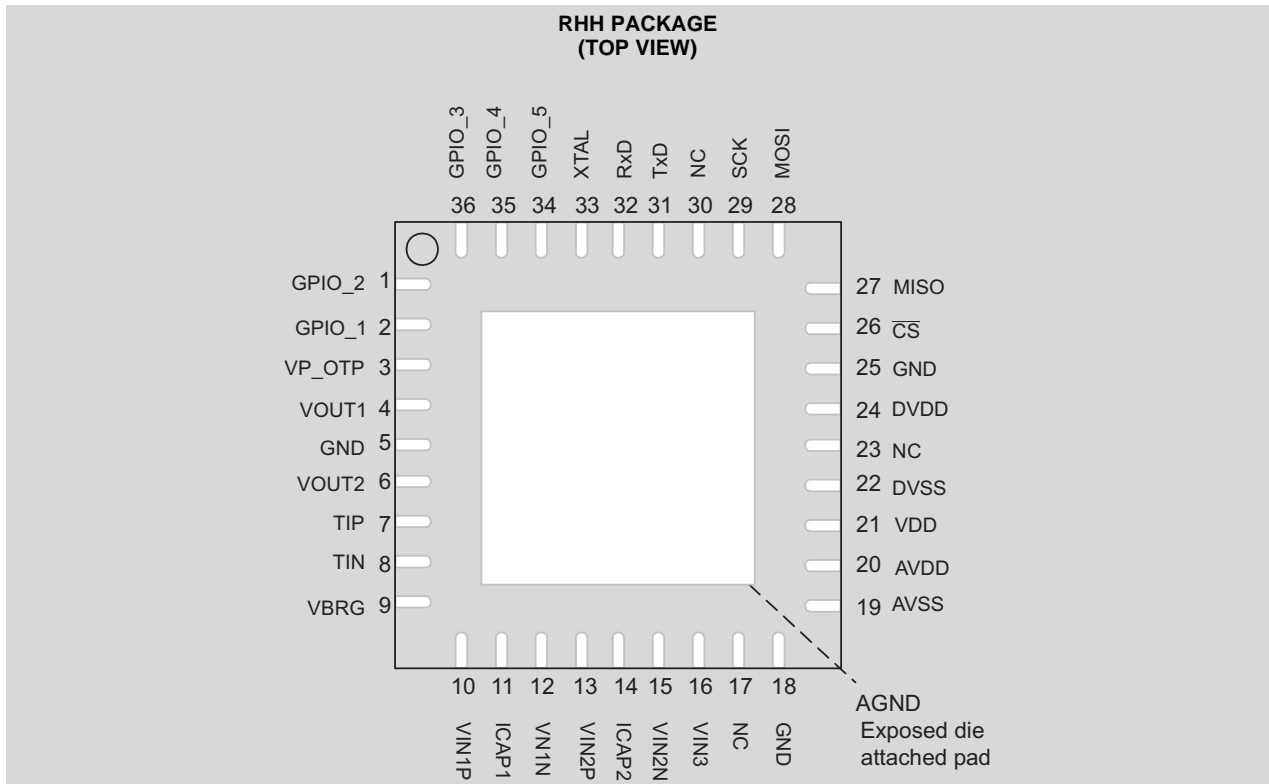 RHH PACKAGE
(TOP VIEW)
GPIO_3
GPIO_4
GPIO_5
XTAL
RxD
TxD
NC
SCK
MOSI
36 35 34 33 32 31 30 29 28
GPIO_2 1
GPIO_1 2
VP_OTP 3
VOUT1 4
GND 5
VOUT2 6
TIP 7
TIN 8
VBRG 9
27 MISO
26 C̅S̅
25 GND
24 DVDD
23 NC
22 DVSS
21 VDD
20 AVDD
19 AVSS
10 11 12 13 14 15 16 17 18
VIN1P
ICAP1
VN1N
VIN2P
ICAP2
VIN2N
VIN3
NC
GND
AGND
Exposed die
attached pad